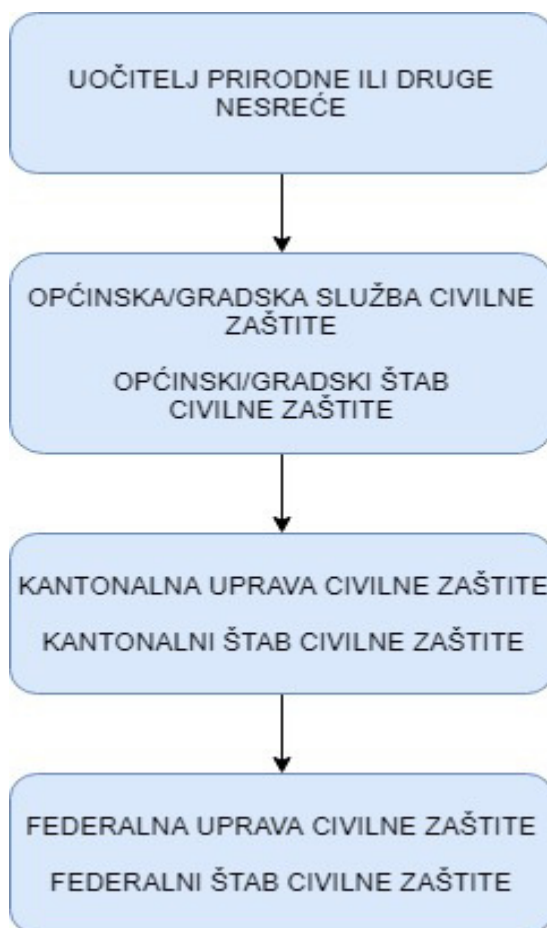 UOČITELJ PRIRODNE ILI DRUGE
NESREĆE
OPĆINSKA/GRADSKA SLUŽBA CIVILNE
ZAŠTITE
OPĆINSKI/GRADSKI ŠTAB
CIVILNE ZAŠTITE
KANTONALNA UPRAVA CIVILNE ZAŠTITE
KANTONALNI ŠTAB CIVILNE ZAŠTITE
FEDERALNA UPRAVA CIVILNE ZAŠTITE
FEDERALNI ŠTAB CIVILNE ZAŠTITE